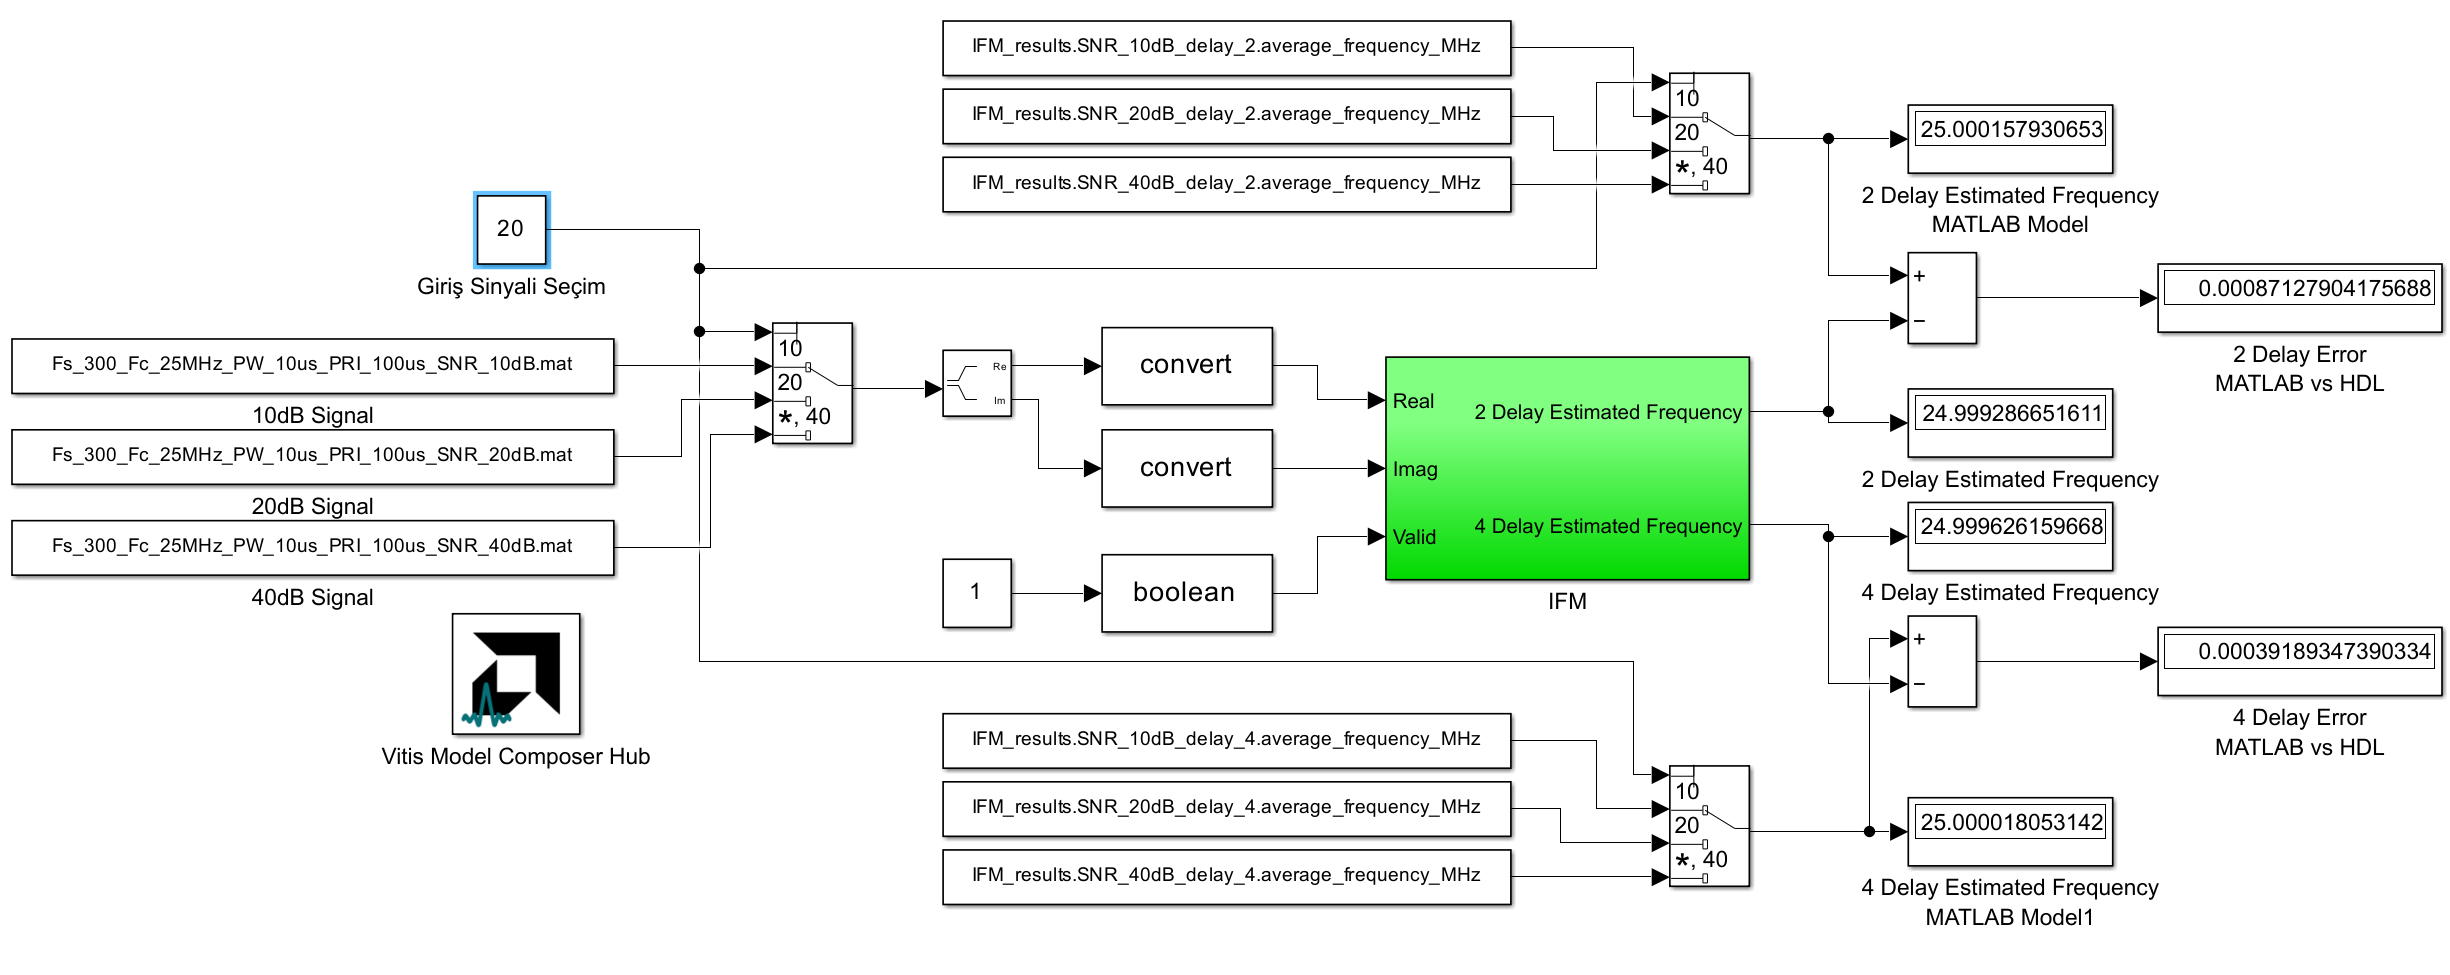 IFM_results.SNR_10dB_delay_2.average_frequency_MHz
IFM_results.SNR_20dB_delay_2.average_frequency_MHz
IFM_results.SNR_40dB_delay_2.average_frequency_MHz
10
20
*, 40
25.000157930653
2 Delay Estimated Frequency
MATLAB Model
20
Giriş Sinyali Seçim
+
−
0.00087127904175688
2 Delay Error
MATLAB vs HDL
Fs_300_Fc_25MHz_PW_10us_PRI_100us_SNR_10dB.mat
10dB Signal
Fs_300_Fc_25MHz_PW_10us_PRI_100us_SNR_20dB.mat
20dB Signal
Fs_300_Fc_25MHz_PW_10us_PRI_100us_SNR_40dB.mat
40dB Signal
10
20
*, 40
Re
Im
convert
convert
1
boolean
Real
Imag
Valid
2 Delay Estimated Frequency
4 Delay Estimated Frequency
IFM
24.999286651611
2 Delay Estimated Frequency
24.999626159668
4 Delay Estimated Frequency
+
−
0.00039189347390334
4 Delay Error
MATLAB vs HDL
Vitis Model Composer Hub
IFM_results.SNR_10dB_delay_4.average_frequency_MHz
IFM_results.SNR_20dB_delay_4.average_frequency_MHz
IFM_results.SNR_40dB_delay_4.average_frequency_MHz
10
20
*, 40
25.000018053142
4 Delay Estimated Frequency
MATLAB Model1